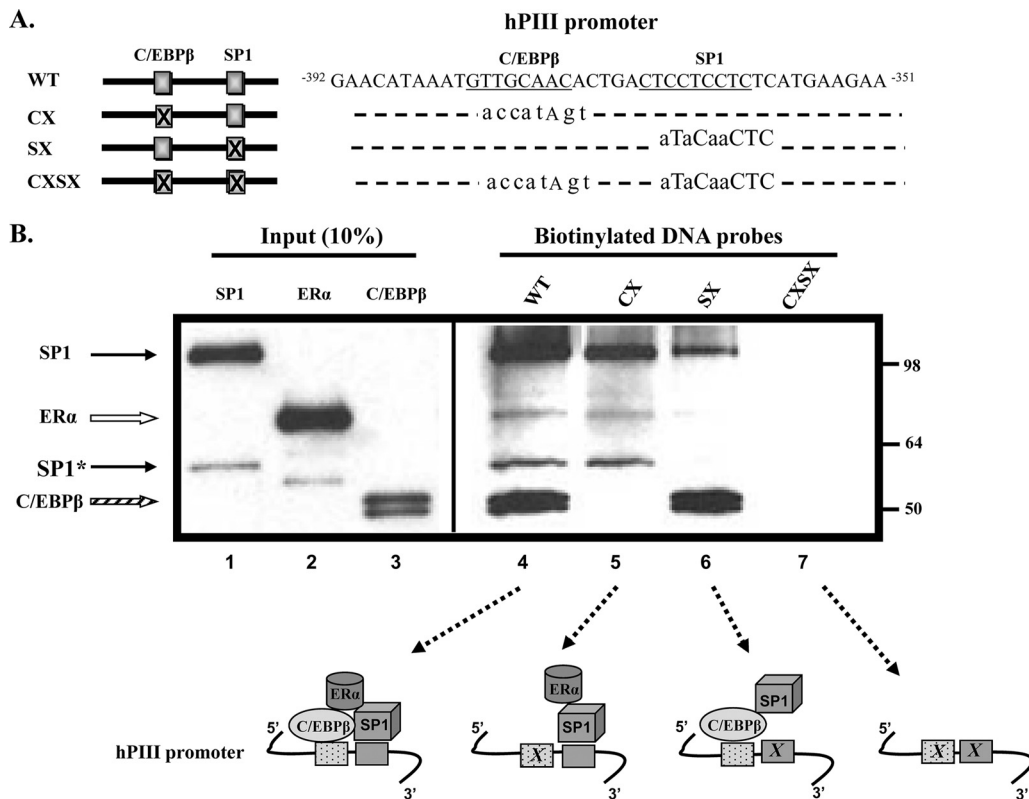 A.
hPIII promoter
C/EBPβ SP1
C/EBPβ SP1
WT
-392 GAACATAAATGTTGCAACACTGACTCCTCCTCTCATGAAGAA -351
CX
accatAgt
SX
aTaCaaCTC
CXSX
accatAgt aTaCaaCTC
B.
Input (10%)
Biotinylated DNA probes
SP1 ERα C/EBPβ
WT CX SX CXSX
SP1
98
ERα
64
SP1*
C/EBPβ
50
1 2 3 4 5 6 7
ERα
C/EBPβ
SP1
ERα
SP1
SP1
C/EBPβ
hPIII promoter
5’ 3’
5’ X 3’
5’ X 3’
5’ X X 3’